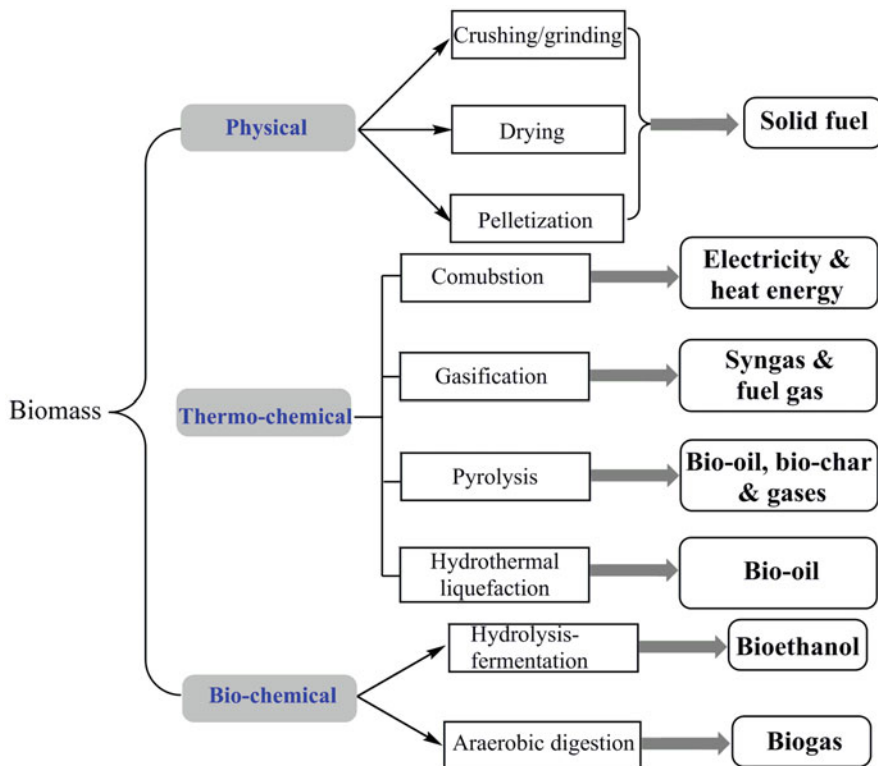 Crushing/grinding
Physical
Drying
Solid fuel
Pelletization
Comubstion
Electricity &
heat energy
Gasification
Syngas &
fuel gas
Biomass
Thermo-chemical
Pyrolysis
Bio-oil, bio-char
& gases
Hydrothermal
liquefaction
Bio-oil
Hydrolysis-
fermentation
Bioethanol
Bio-chemical
Araerobic digestion
Biogas